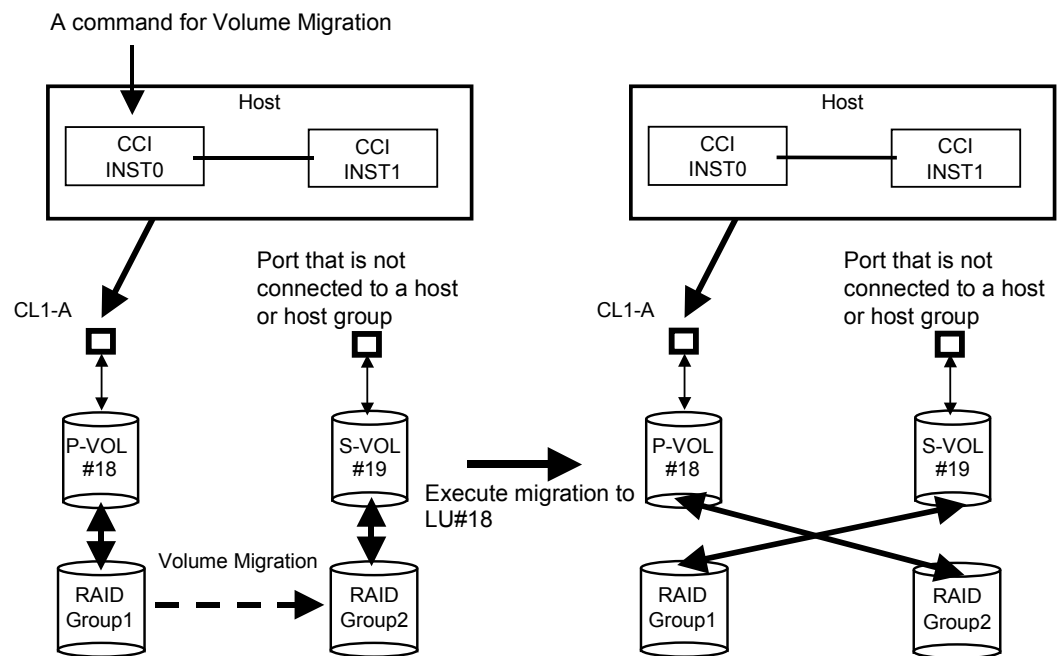 A command for Volume Migration
Host
CCI
INST0
CCI
INST1
CL1-A
Port that is not
connected to a host
or host group
P-VOL
#18
S-VOL
#19
Volume Migration
RAID
Group1
RAID
Group2
Execute migration to
LU#18
Host
CCI
INST0
CCI
INST1
CL1-A
Port that is not
connected to a host
or host group
P-VOL
#18
S-VOL
#19
RAID
Group1
RAID
Group2